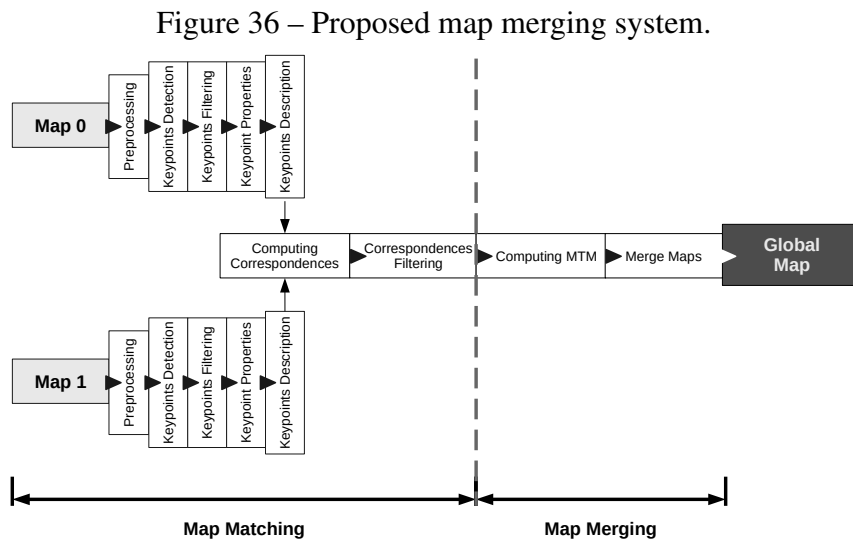 Figure 36 – Proposed map merging system.
Map 0
Preprocessing
Keypoints Detection
Keypoints Filtering
Keypoint Properties
Keypoints Description
Computing
Correspondences
Correspondences
Filtering
Computing MTM
Merge Maps
Global
Map
Map 1
Preprocessing
Keypoints Detection
Keypoints Filtering
Keypoint Properties
Keypoints Description
Map Matching
Map Merging